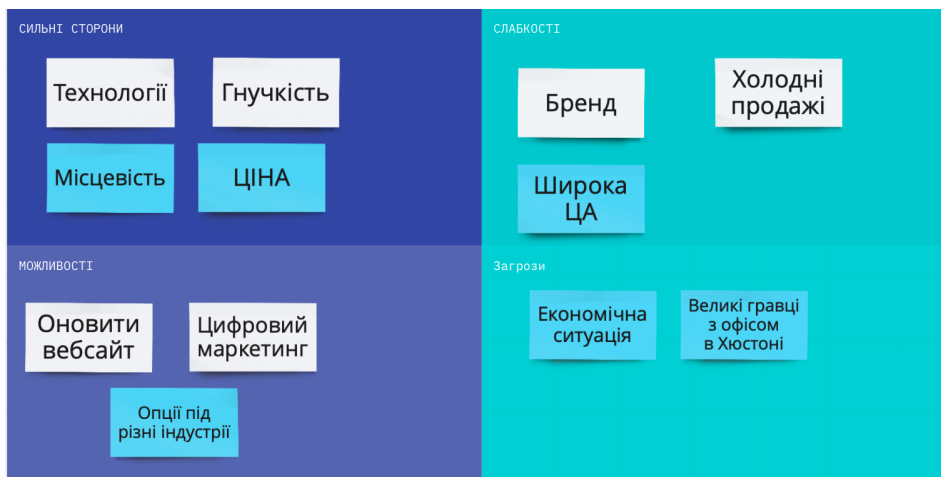 СИЛЬНІ СТОРОНИ
Технології
Гнучкість
Місцевість
ЦІНА
СЛАБКОСТІ
Бренд
Холодні
продажі
Широка
ЦА
МОЖЛИВОСТІ
Оновити
вебсайт
Цифровий
маркетинг
Опції під
різні індустрії
Загрози
Економічна
ситуація
Великі гравці
з офісом
в Хюстоні